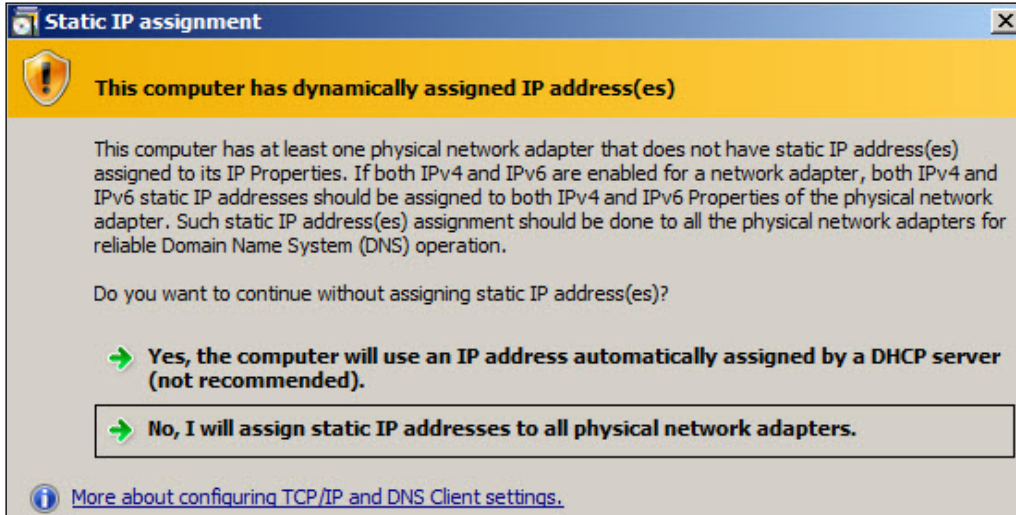 Static IP assignment
This computer has dynamically assigned IP address(es)
This computer has at least one physical network adapter that does not have static IP address(es)
assigned to its IP Properties. If both IPv4 and IPv6 are enabled for a network adapter, both IPv4 and
IPv6 static IP addresses should be assigned to both IPv4 and IPv6 Properties of the physical network
adapter. Such static IP address(es) assignment should be done to all the physical network adapters for
reliable Domain Name System (DNS) operation.
Do you want to continue without assigning static IP address(es)?
Yes, the computer will use an IP address automatically assigned by a DHCP server
(not recommended).
No, I will assign static IP addresses to all physical network adapters.
More about configuring TCP/IP and DNS Client settings.